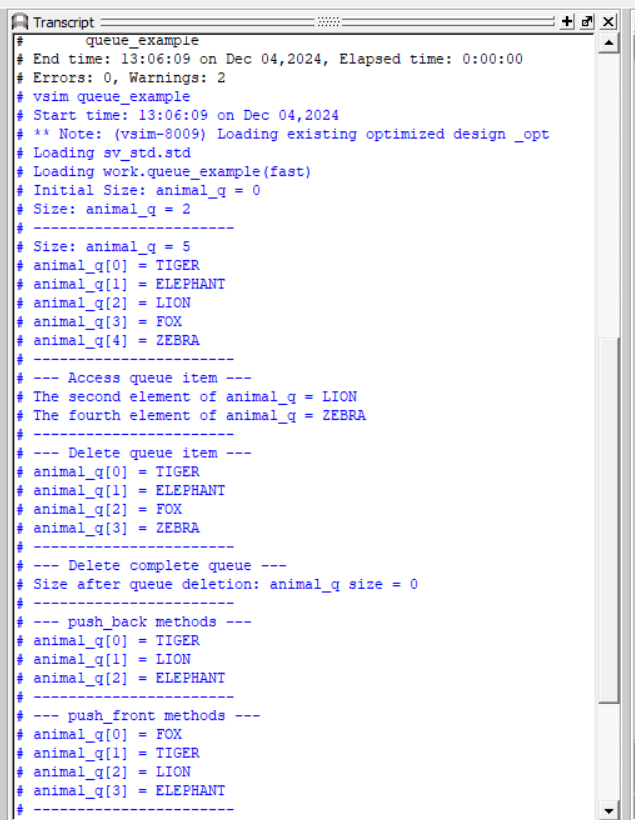 Transcript
#       queue_example
# End time: 13:06:09 on Dec 04,2024, Elapsed time: 0:00:00
# Errors: 0, Warnings: 2
# vsim queue_example
# Start time: 13:06:09 on Dec 04,2024
# ** Note: (vsim-8009) Loading existing optimized design _opt
# Loading sv_std.std
# Loading work.queue_example(fast)
# Initial Size: animal_q = 0
# Size: animal_q = 2
# -----------------------
# Size: animal_q = 5
# animal_q[0] = TIGER
# animal_q[1] = ELEPHANT
# animal_q[2] = LION
# animal_q[3] = FOX
# animal_q[4] = ZEBRA
# -----------------------
# --- Access queue item ---
# The second element of animal_q = LION
# The fourth element of animal_q = ZEBRA
# -----------------------
# --- Delete queue item ---
# animal_q[0] = TIGER
# animal_q[1] = ELEPHANT
# animal_q[2] = FOX
# animal_q[3] = ZEBRA
# -----------------------
# --- Delete complete queue ---
# Size after queue deletion: animal_q size = 0
# -----------------------
# --- push_back methods ---
# animal_q[0] = TIGER
# animal_q[1] = LION
# animal_q[2] = ELEPHANT
# -----------------------
# --- push_front methods ---
# animal_q[0] = FOX
# animal_q[1] = TIGER
# animal_q[2] = LION
# animal_q[3] = ELEPHANT
# -----------------------